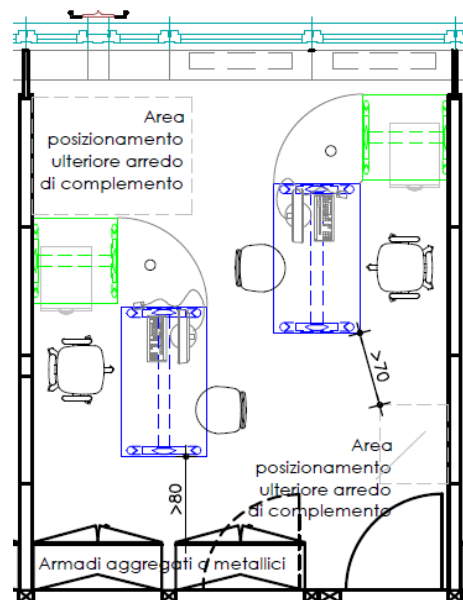 Area
posizionamento
ulteriore arredo
di complemento
>70
Area
posizionamento
ulteriore arredo
di complemento
>80
Armadi aggregati o metallici